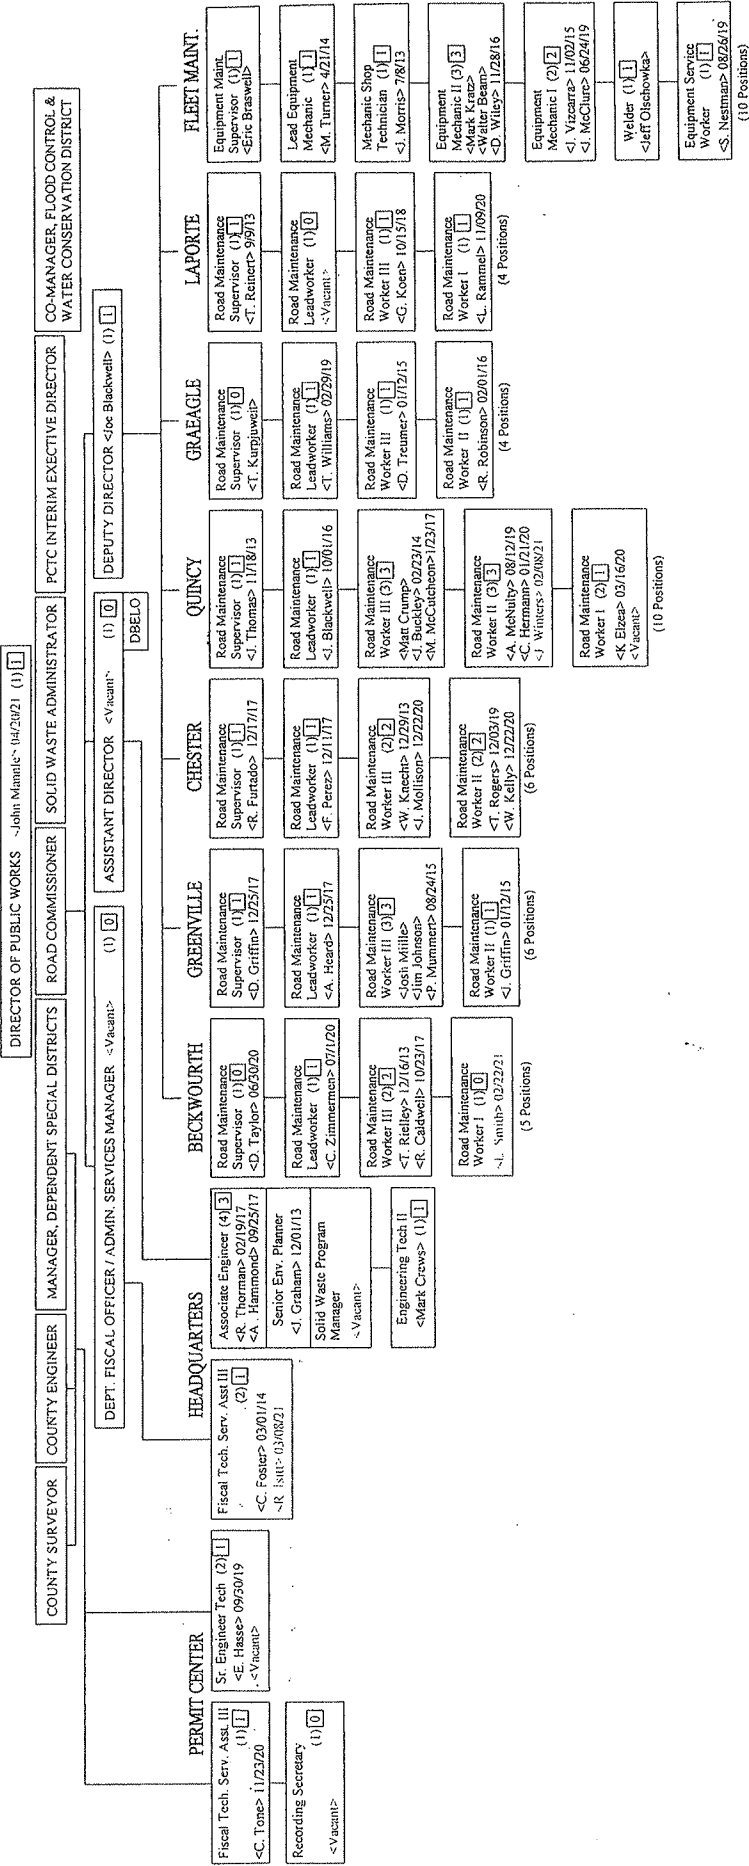 DIRECTOR OF PUBLIC WORKS ~John Mannle~ 04/20/21 (1) 1
COUNTY SURVEYOR
COUNTY ENGINEER
MANAGER, DEPENDENT SPECIAL DISTRICTS
ROAD COMMISSIONER
SOLID WASTE ADMINISTRATOR
PCTC INTERIM EXECTIVE DIRECTOR
CO-MANAGER, FLOOD CONTROL &
WATER CONSERVATION DISTRICT
DEPT. FISCAL OFFICER / ADMIN. SERVICES MANAGER <Vacant> (1) 0
ASSISTANT DIRECTOR <Vacant~ (1) 0
DBELO
DEPUTY DIRECTOR <Joe Blackwell> (1) 1
PERMIT CENTER
Fiscal Tech. Serv. Asst. III
(1) 1
<C. Tone> 11/23/20
Recording Secretary
(1) 0
<Vacant>
Sr. Engineer Tech (2) 1
<E. Hasse> 09/30/19
<Vacant>
HEADQUARTERS
Fiscal Tech. Serv. Asst III
(2) 1
<C. Foster> 03/01/14
03/08/21
Associate Engineer (4) 3
<R. Thorman> 02/19/17
<A. Hammond> 09/25/17
Senior Env. Planner
<J. Graham> 12/01/13
Solid Waste Program
Manager
<Vacant>
Engineering Tech II
<Mark Crews> (1) 1
BECKWOURTH
Road Maintenance
Supervisor (1) 0
<D. Taylor> 06/30/20
Road Maintenance
Leadworker (1) 1
<C. Zimmermen> 07/1/20
Road Maintenance
Worker III (2) 2
<T. Rielley> 12/16/13
<R. Caldwell> 10/23/17
Road Maintenance
Worker I (1) 0
Smith> 02/22/21
(5 Positions)
GREENVILLE
Road Maintenance
Supervisor (1) 1
<D. Griffin> 12/25/17
Road Maintenance
Leadworker (1) 1
<A. Heard> 12/25/17
Road Maintenance
Worker III (3) 3
<Josh Miille>
<Jim Johnson>
<P. Mummert> 08/24/15
Road Maintenance
Worker II (1) 1
<J. Griffin> 01/12/15
(6 Positions)
CHESTER
Road Maintenance
Supervisor (1) 1
<R. Furtado> 12/17/17
Road Maintenance
Leadworker (1) 1
<F. Perez> 12/11/17
Road Maintenance
Worker III (2) 2
<W. Knecht> 12/29/13
<J. Mollison> 12/22/20
Road Maintenance
Worker II (2) 2
<T. Rogers> 12/03/19
<W. Kelly> 12/22/20
(6 Positions)
QUINCY
Road Maintenance
Supervisor (1) 1
<J. Thomas> 11/18/13
Road Maintenance
Leadworker (1) 1
<J. Blackwell> 10/01/16
Road Maintenance
Worker III (3) 3
<Matt Crump>
<J. Buckley> 02/23/14
<M. McCutcheon>1/23/17
Road Maintenance
Worker II (3) 3
<A. McNulty> 08/12/19
<C. Hermann> 01/21/20
<J Winters> 02/08/21
Road Maintenance
Worker I (2) 1
<K Elzea> 03/16/20
<Vacant>
(10 Positions)
GRAEAGLE
Road Maintenance
Supervisor (1) 0
<T. Kurpjuweit>
Road Maintenance
Leadworker (1) 1
<T. Williams> 02/29/19
Road Maintenance
Worker III (1) 1
<D. Treumer> 01/12/15
Road Maintenance
Worker II (1) 1
<R. Robinson> 02/01/16
(4 Positions)
LAPORTE
Road Maintenance
Supervisor (1) 1
<T. Reinert> 9/9/13
Road Maintenance
Leadworker (1) 0
<Vacant>
Road Maintenance
Worker III (1) 1
<G. Koen> 10/15/18
Road Maintenance
Worker I (1) 1
<L. Rammel> 11/09/20
(4 Positions)
FLEET MAINT.
Equipment Maint.
Supervisor (1) 1
<Eric Braswell>
Lead Equipment
Mechanic (1) 1
<M. Turner> 4/21/14
Mechanic Shop
Technician (1) 1
<J. Morris> 7/8/13
Equipment
Mechanic II (3) 3
<Mark Kratz>
<Walter Beam>
<D. Wiley> 11/28/16
Equipment
Mechanic I (2) 2
<J. Vizcarra> 11/02/15
<J. McClure> 06/24/19
Welder (1) 1
<Jeff Olschowka>
Equipment Service
Worker (1) 1
<S. Nestman> 08/26/19
(10 Positions)